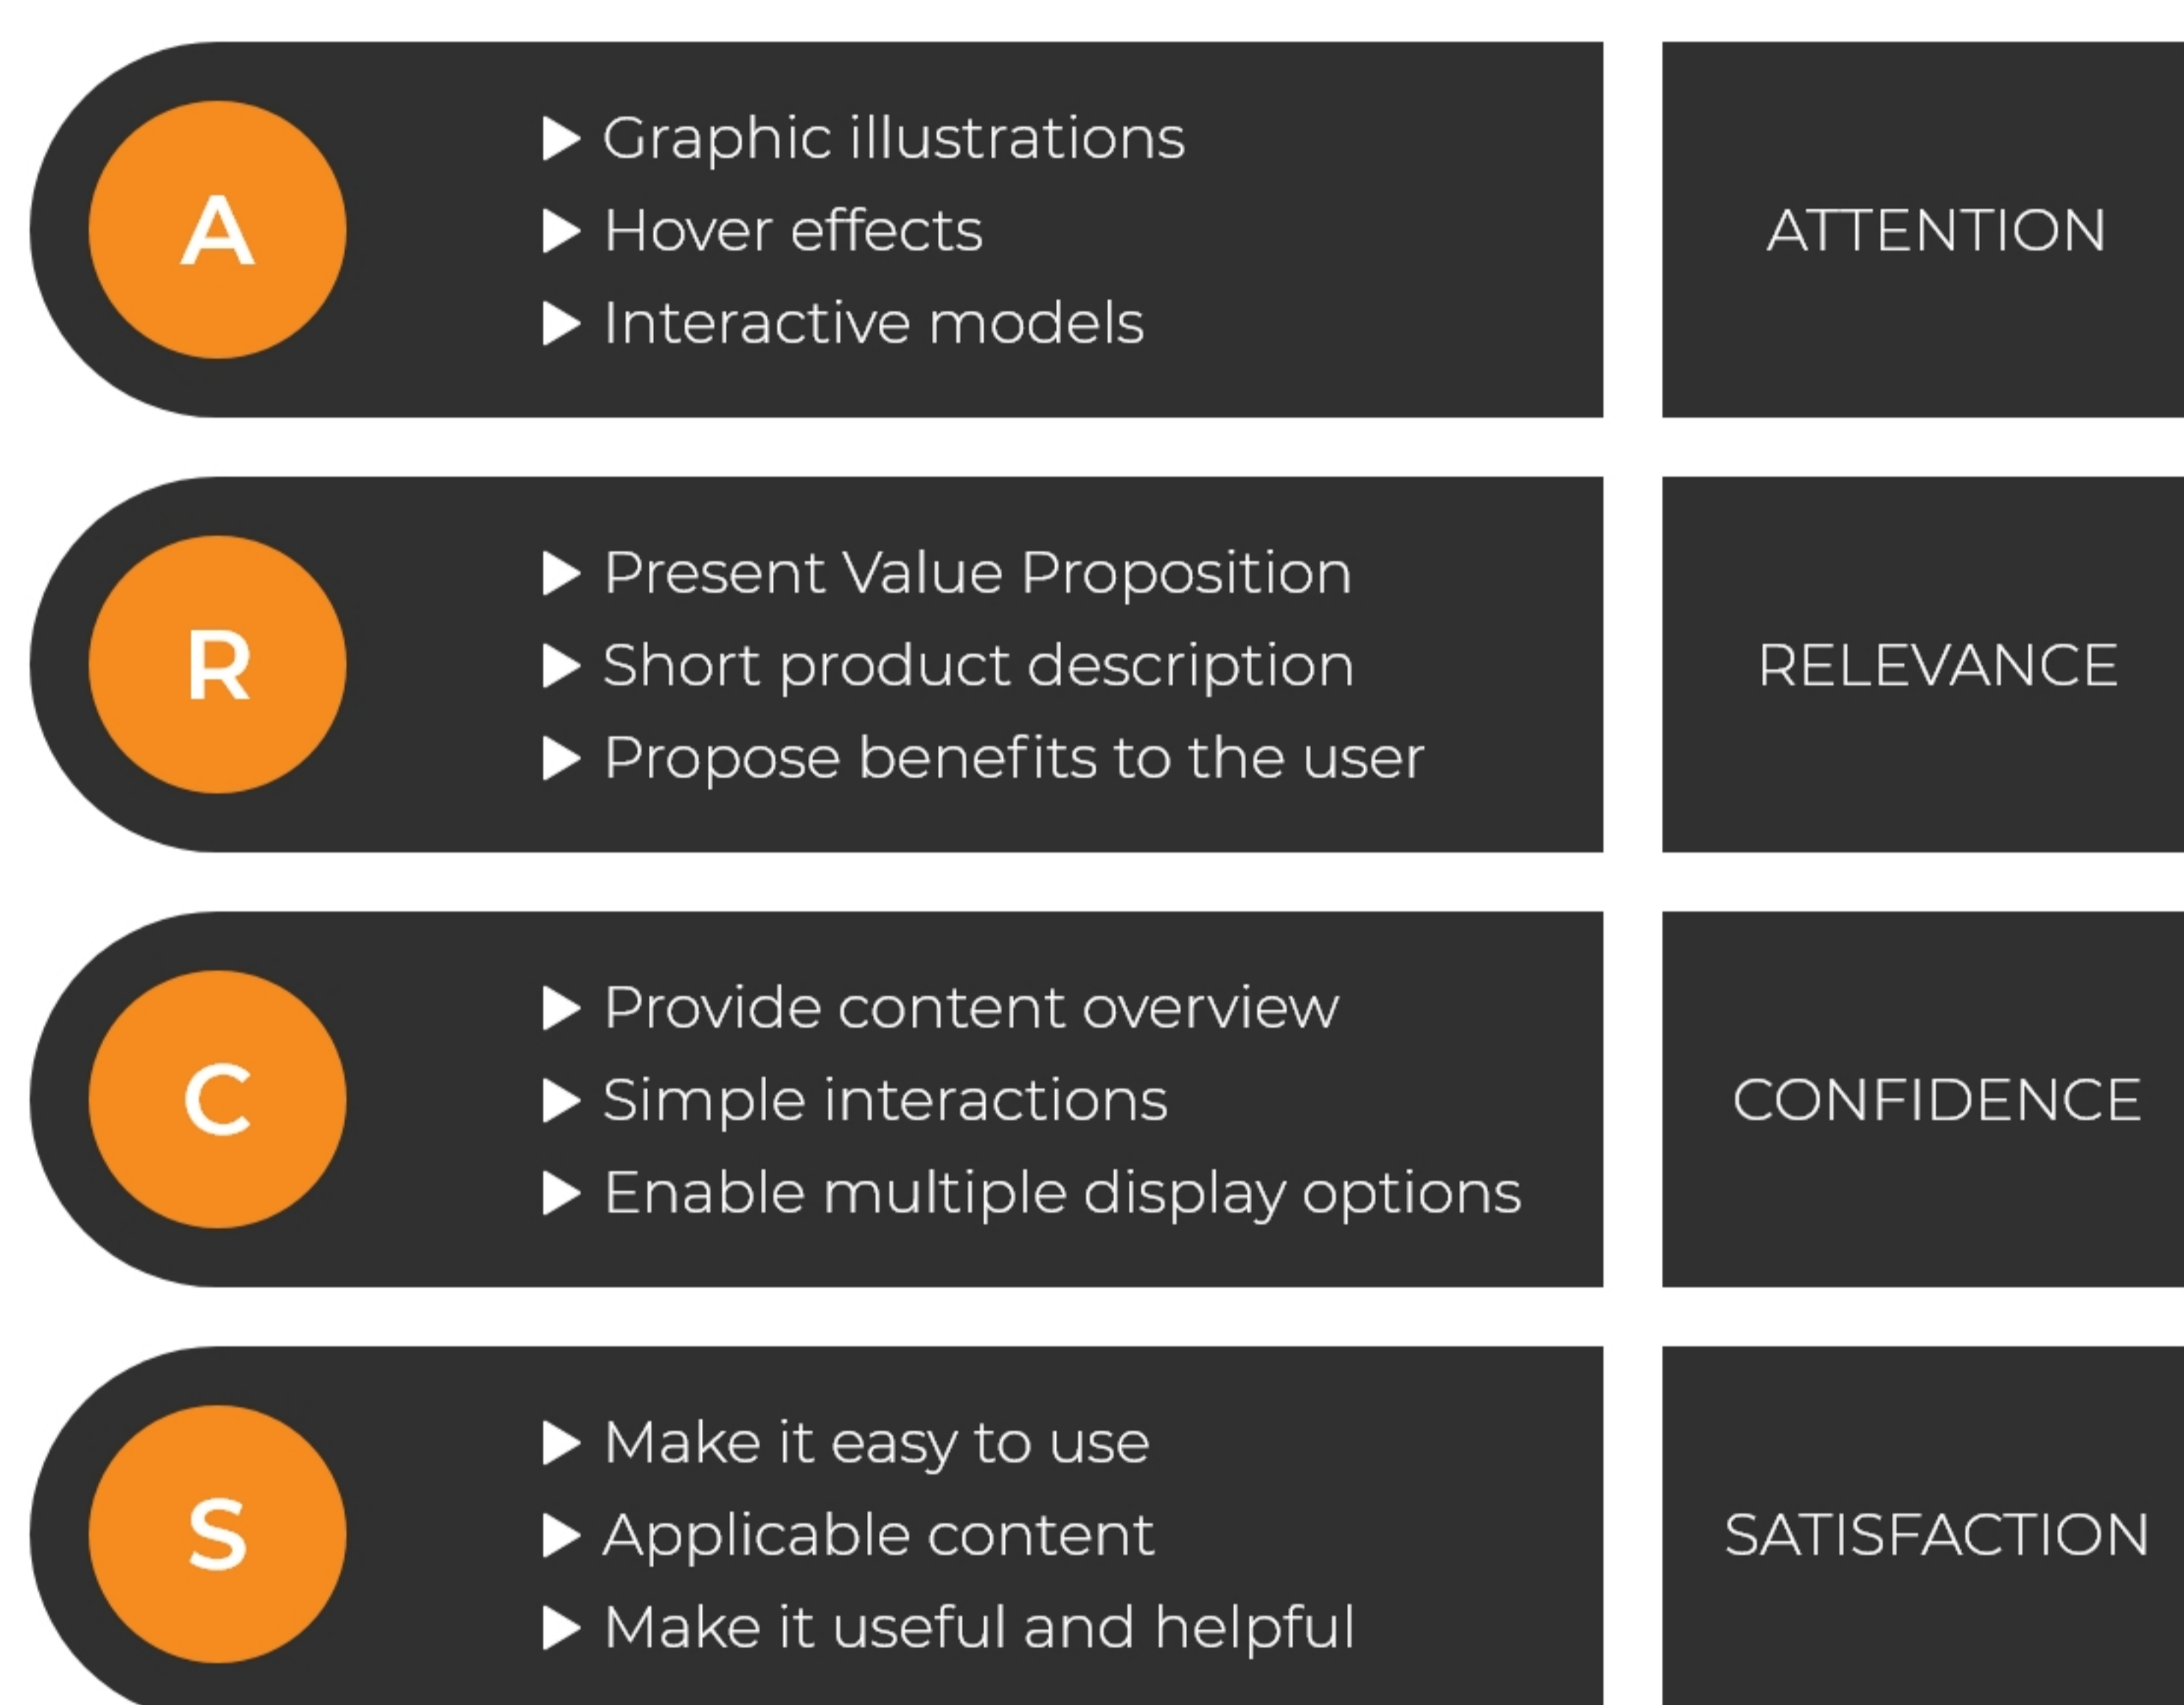 A
Graphic illustrations
Hover effects
Interactive models
ATTENTION
R
Present Value Proposition
Short product description
Propose benefits to the user
RELEVANCE
C
Provide content overview
Simple interactions
Enable multiple display options
CONFIDENCE
S
Make it easy to use
Applicable content
Make it useful and helpful
SATISFACTION